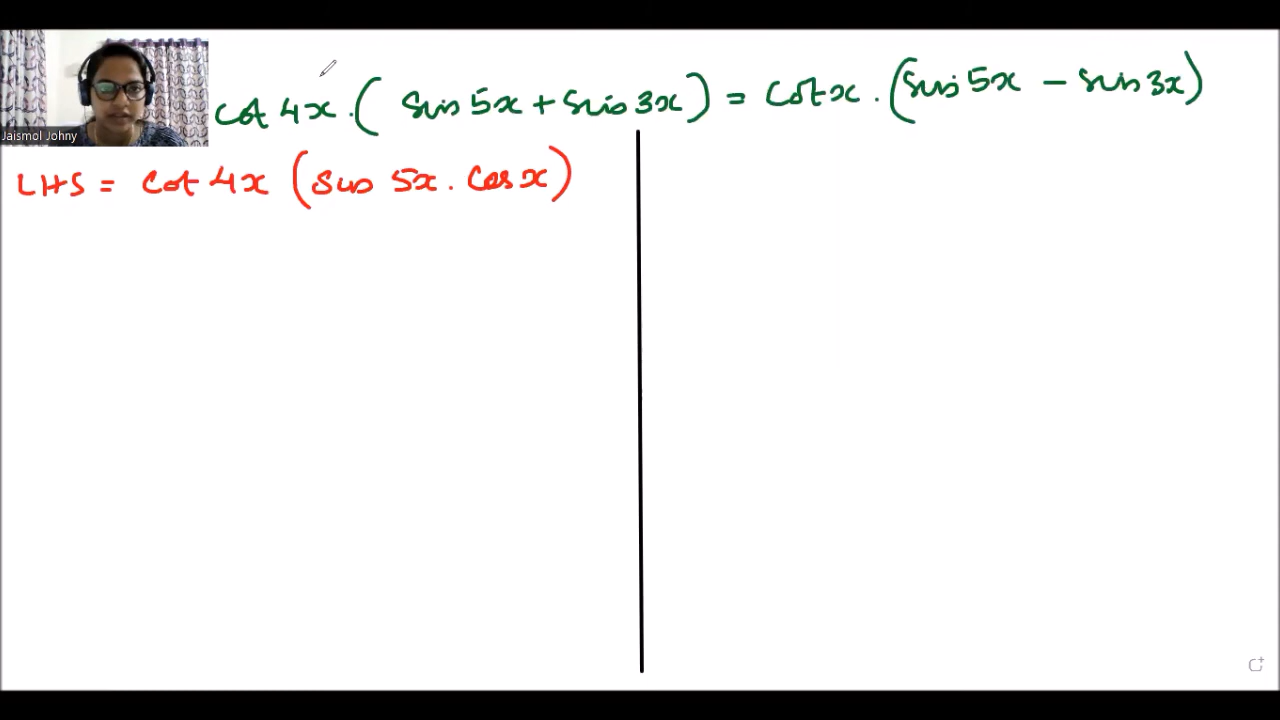 cot 4x . ( sin 5x + sin 3x ) = cot x . ( sin 5x - sin 3x )
Jaismol Johny
LHS = cot 4x ( sin 5x . cos x )